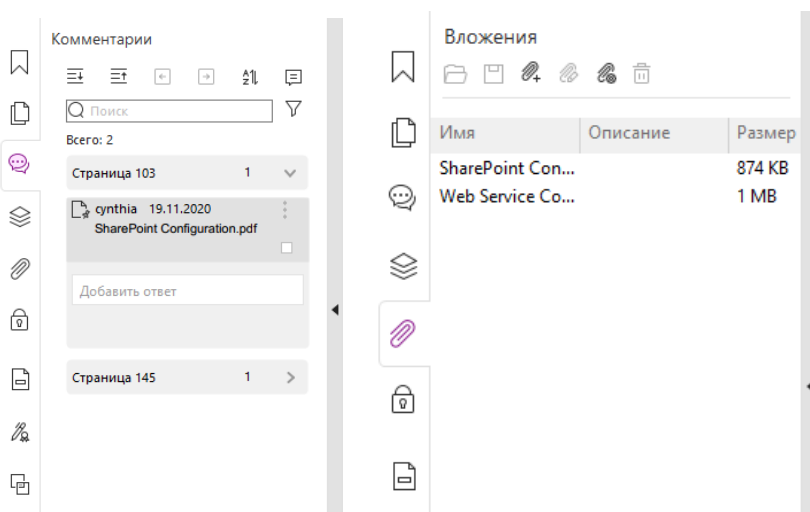 Комментарии
Поиск
Всего: 2
Страница 103 1
cynthia 19.11.2020
SharePoint Configuration.pdf
Добавить ответ
Страница 145 1
Вложения
Имя Описание Размер
SharePoint Con... 874 KB
Web Service Co... 1 MB